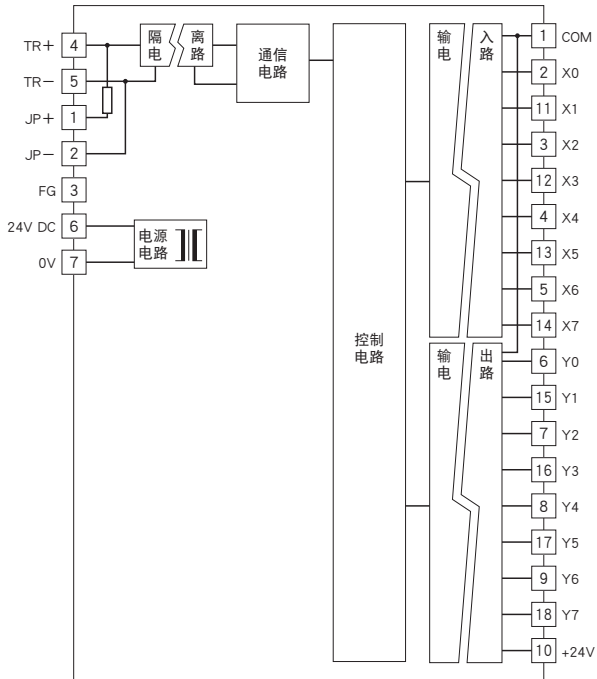 TR+ 4
TR− 5
JP+ 1
JP− 2
FG 3
24V DC 6
0V 7
隔 离
电 路
通信
电路
电源
电路
控制
电路
输 入
电 路
输 出
电 路
1 COM
2 X0
11 X1
3 X2
12 X3
4 X4
13 X5
5 X6
14 X7
6 Y0
15 Y1
7 Y2
16 Y3
8 Y4
17 Y5
9 Y6
18 Y7
10 +24V